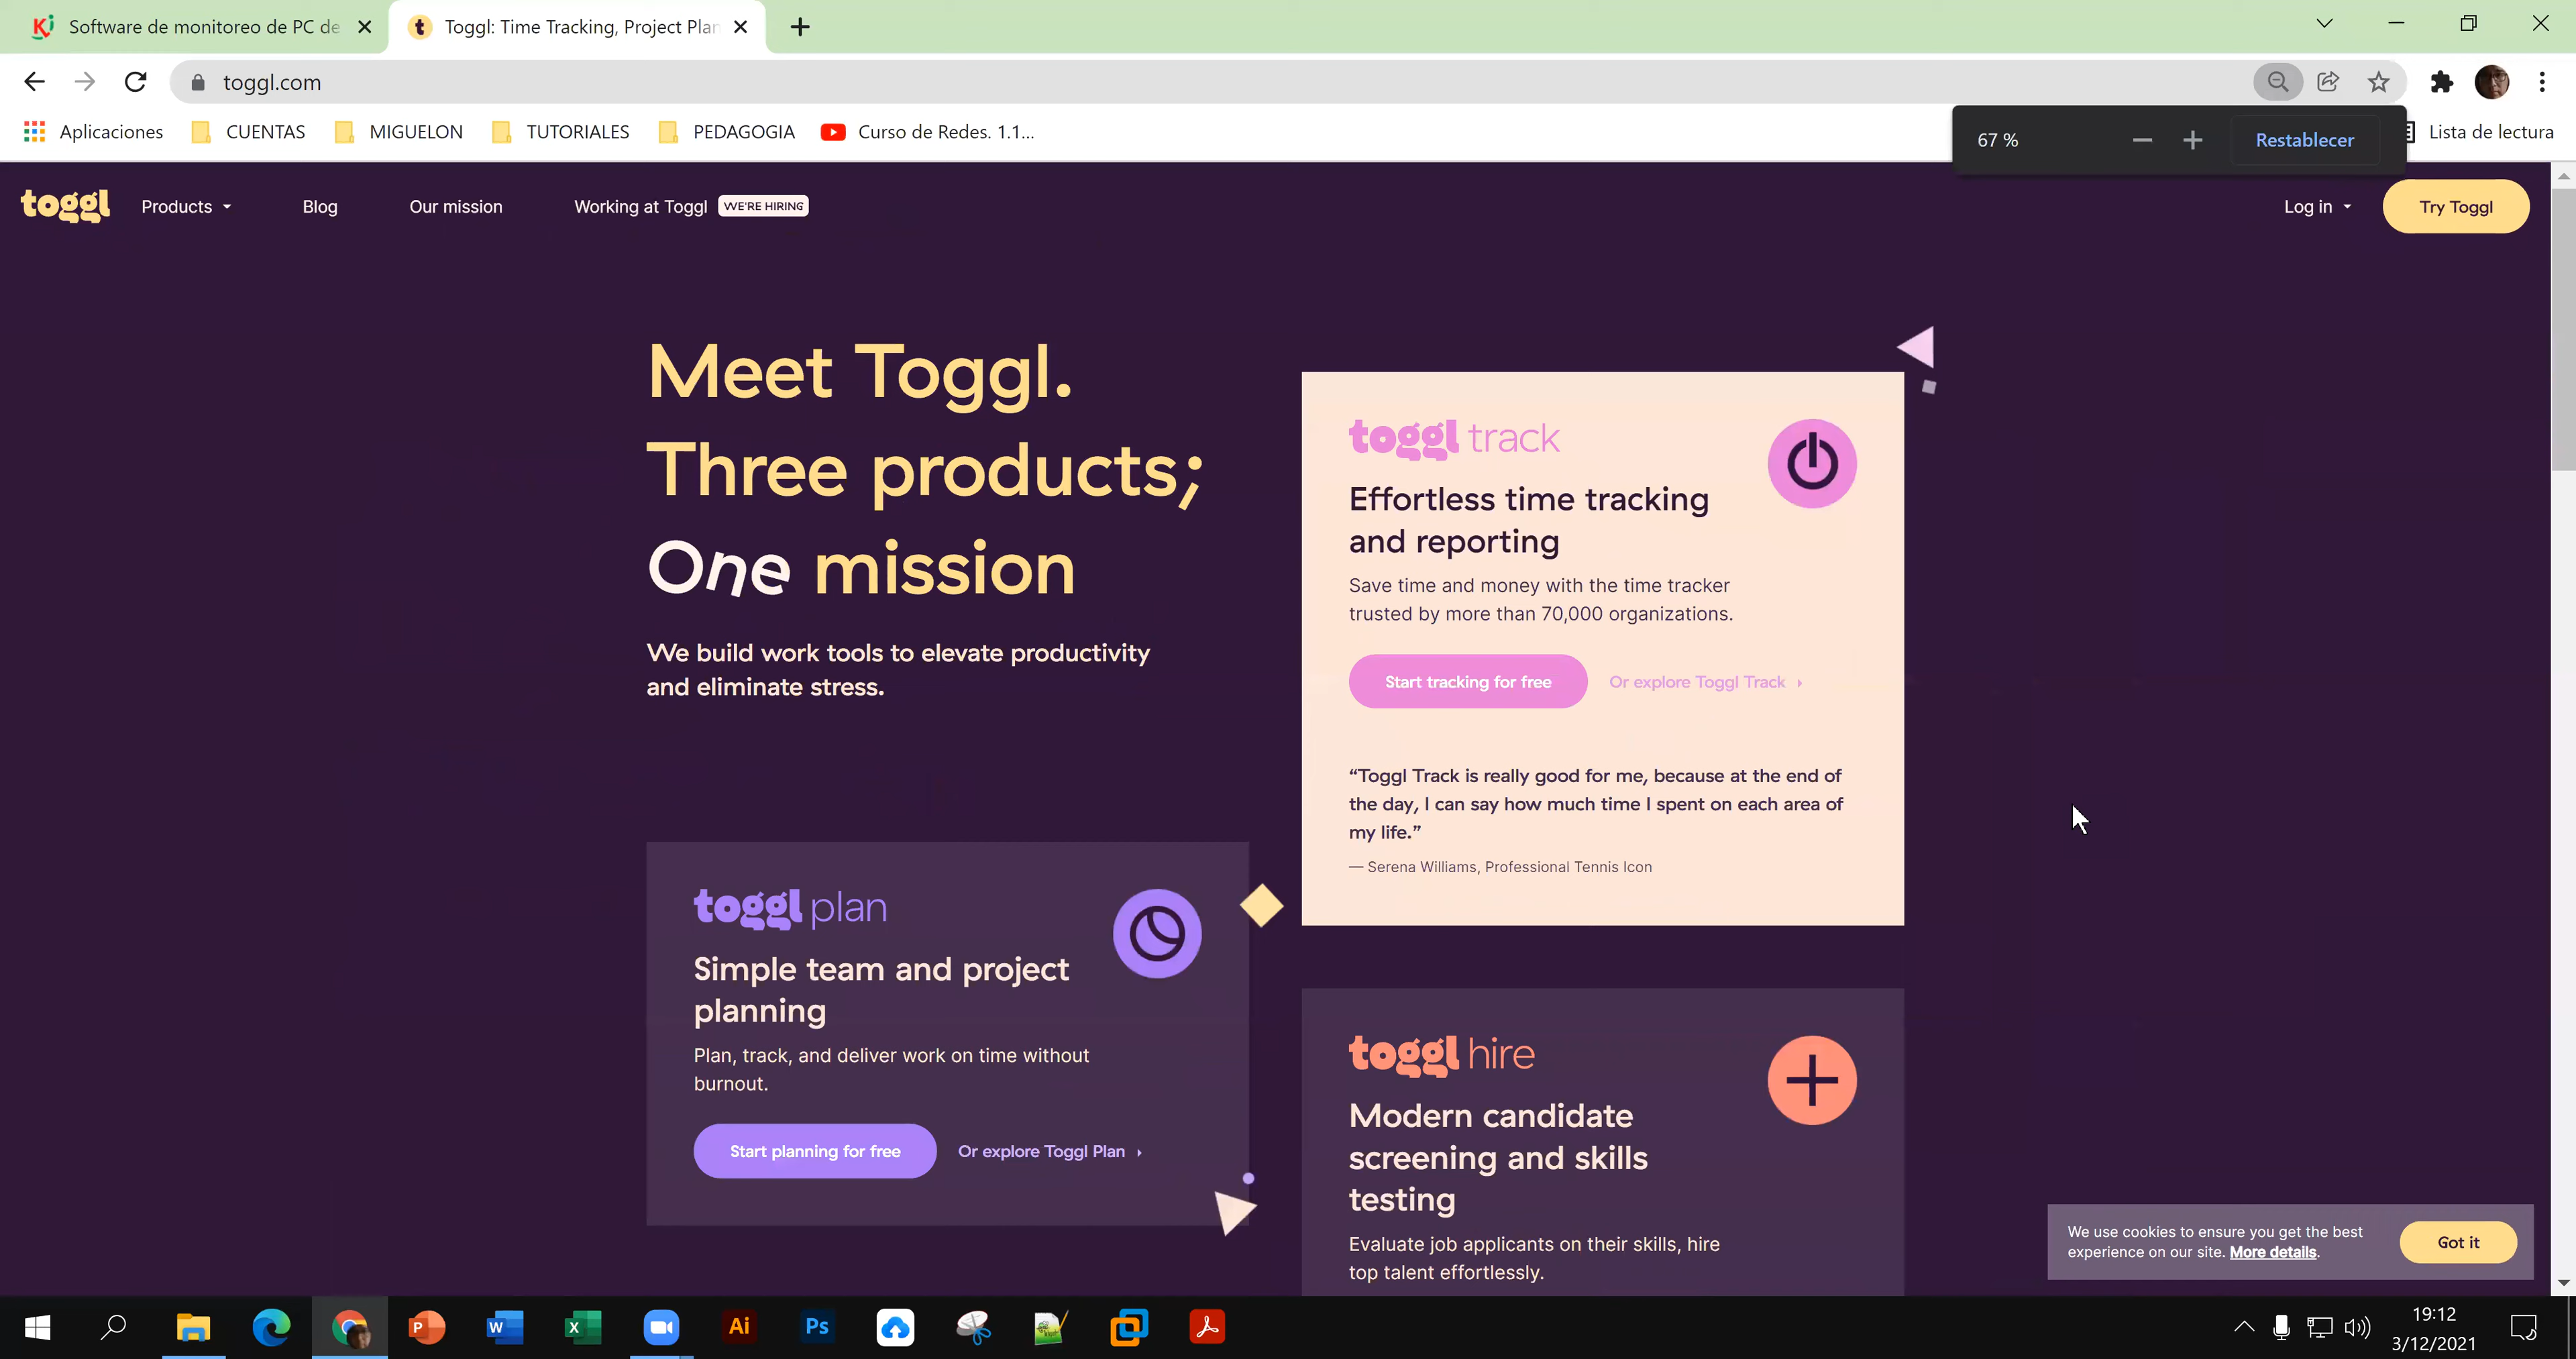 Software de monitoreo de PC de
Toggl: Time Tracking, Project Plan
toggl.com
Aplicaciones
CUENTAS
MIGUELON
TUTORIALES
PEDAGOGIA
Curso de Redes. 1.1...
67 %
Restablecer
Lista de lectura
toggl
Products
Blog
Our mission
Working at Toggl
WE'RE HIRING
Log in
Try Toggl
Meet Toggl.
Three products;
One mission
We build work tools to elevate productivity
and eliminate stress.
toggl track
Effortless time tracking
and reporting
Save time and money with the time tracker
trusted by more than 70,000 organizations.
Start tracking for free
Or explore Toggl Track
“Toggl Track is really good for me, because at the end of
the day, I can say how much time I spent on each area of
my life.”
— Serena Williams, Professional Tennis Icon
toggl plan
Simple team and project
planning
Plan, track, and deliver work on time without
burnout.
Start planning for free
Or explore Toggl Plan
toggl hire
Modern candidate
screening and skills
testing
Evaluate job applicants on their skills, hire
top talent effortlessly.
We use cookies to ensure you get the best
experience on our site. More details.
Got it
P
W
X
Ai
Ps
19:12
3/12/2021